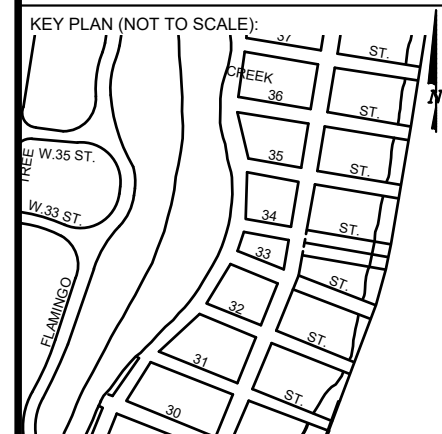 KEY PLAN (NOT TO SCALE):
37
ST.
CREEK
36
ST.
N
TREE
W.35 ST.
35
ST.
W.33 ST.
34
ST.
33
FLAMINGO
32
ST.
31
ST.
30
ST.